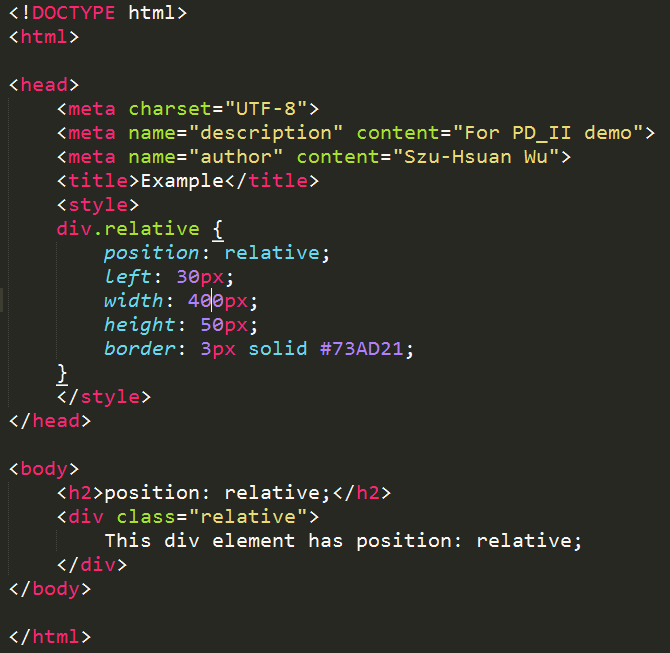 <!DOCTYPE html>
<html>
<head>
<meta charset="UTF-8">
<meta name="description" content="For PD_II demo">
<meta name="author" content="Szu-Hsuan Wu">
<title>Example</title>
<style>
div.relative {
position: relative;
left: 30px;
width: 400px;
height: 50px;
border: 3px solid #73AD21;
}
</style>
</head>
<body>
<h2>position: relative;</h2>
<div class="relative">
This div element has position: relative;
</div>
</body>
</html>